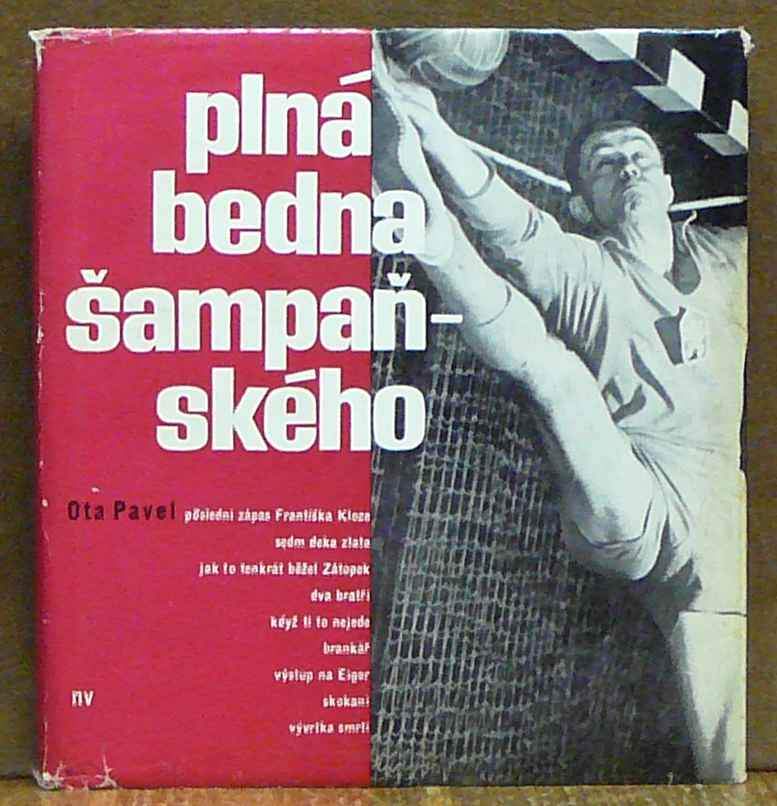 plná
bedna
šampaň-
ského
Ota Pavel poslední zápas Františka Kloze
sedm deka zlata
jak to tenkrát běžel Zátopek
dva bratři
když ti to nejede
brankář
výstup na Eiger
skokani
vývrtka smrti
nv